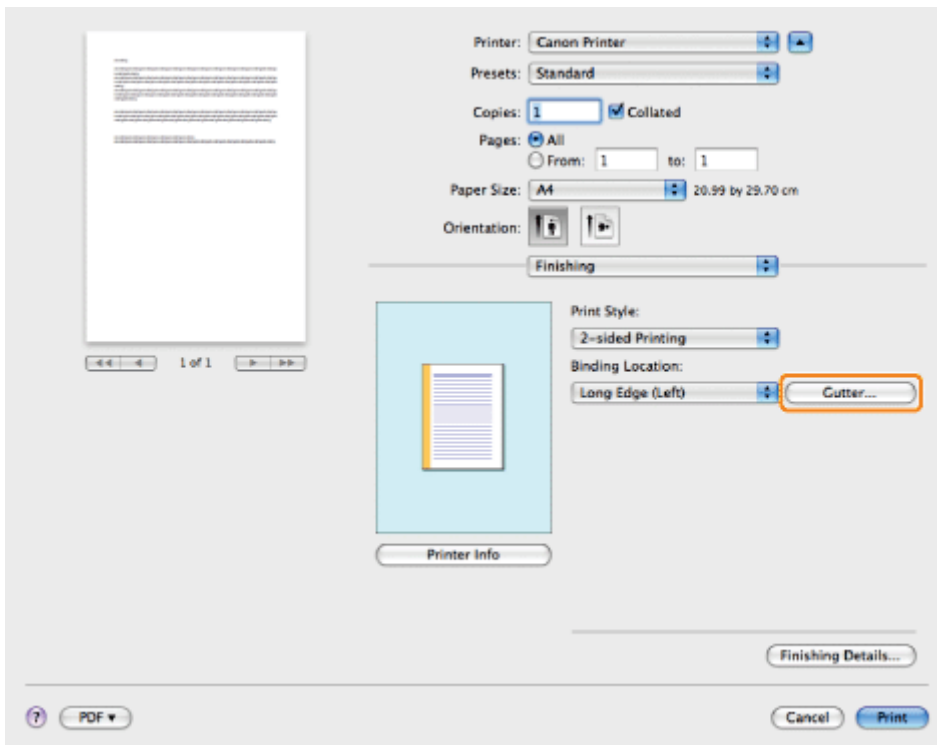 Printer: Canon Printer
Presets: Standard
Copies: 1 Collated
Pages: All
From: 1 to: 1
Paper Size: A4 20.99 by 29.70 cm
Orientation:
Finishing
1 of 1
Print Style:
2-sided Printing
Binding Location:
Long Edge (Left) Gutter...
Printer Info
Finishing Details...
? PDF Cancel Print